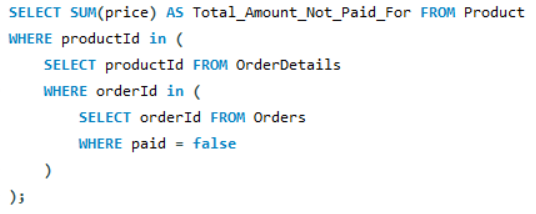 SELECT SUM(price) AS Total_Amount_Not_Paid_For FROM Product
WHERE productId in (
    SELECT productId FROM OrderDetails
    WHERE orderId in (
        SELECT orderId FROM Orders
        WHERE paid = false
    )
);